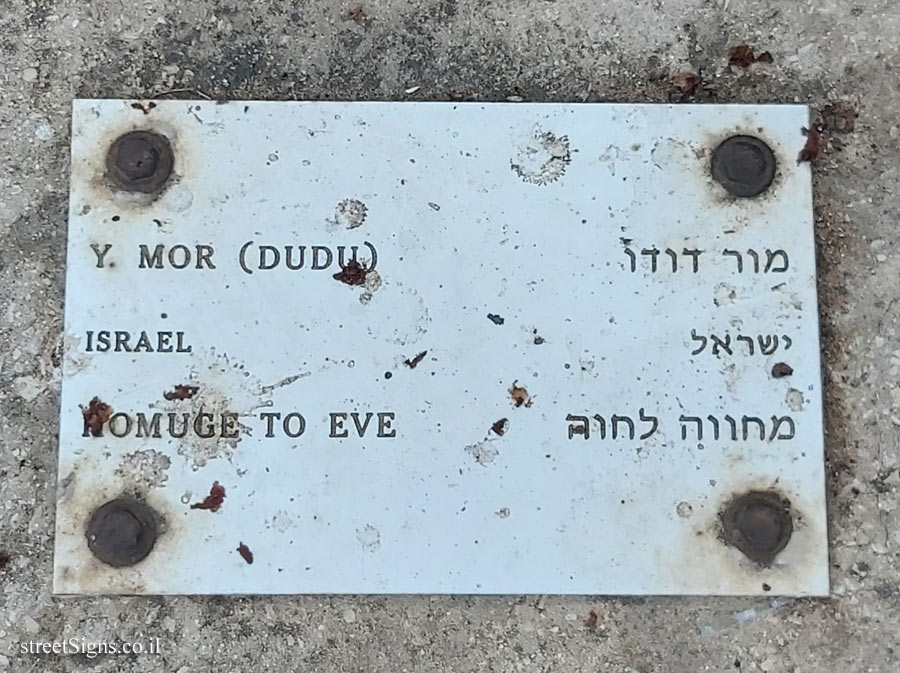 Y. MOR (DUDU) מור דודו
ISRAEL ישראל
HOMUGE TO EVE מחווה לחוה
streetSigns.co.il